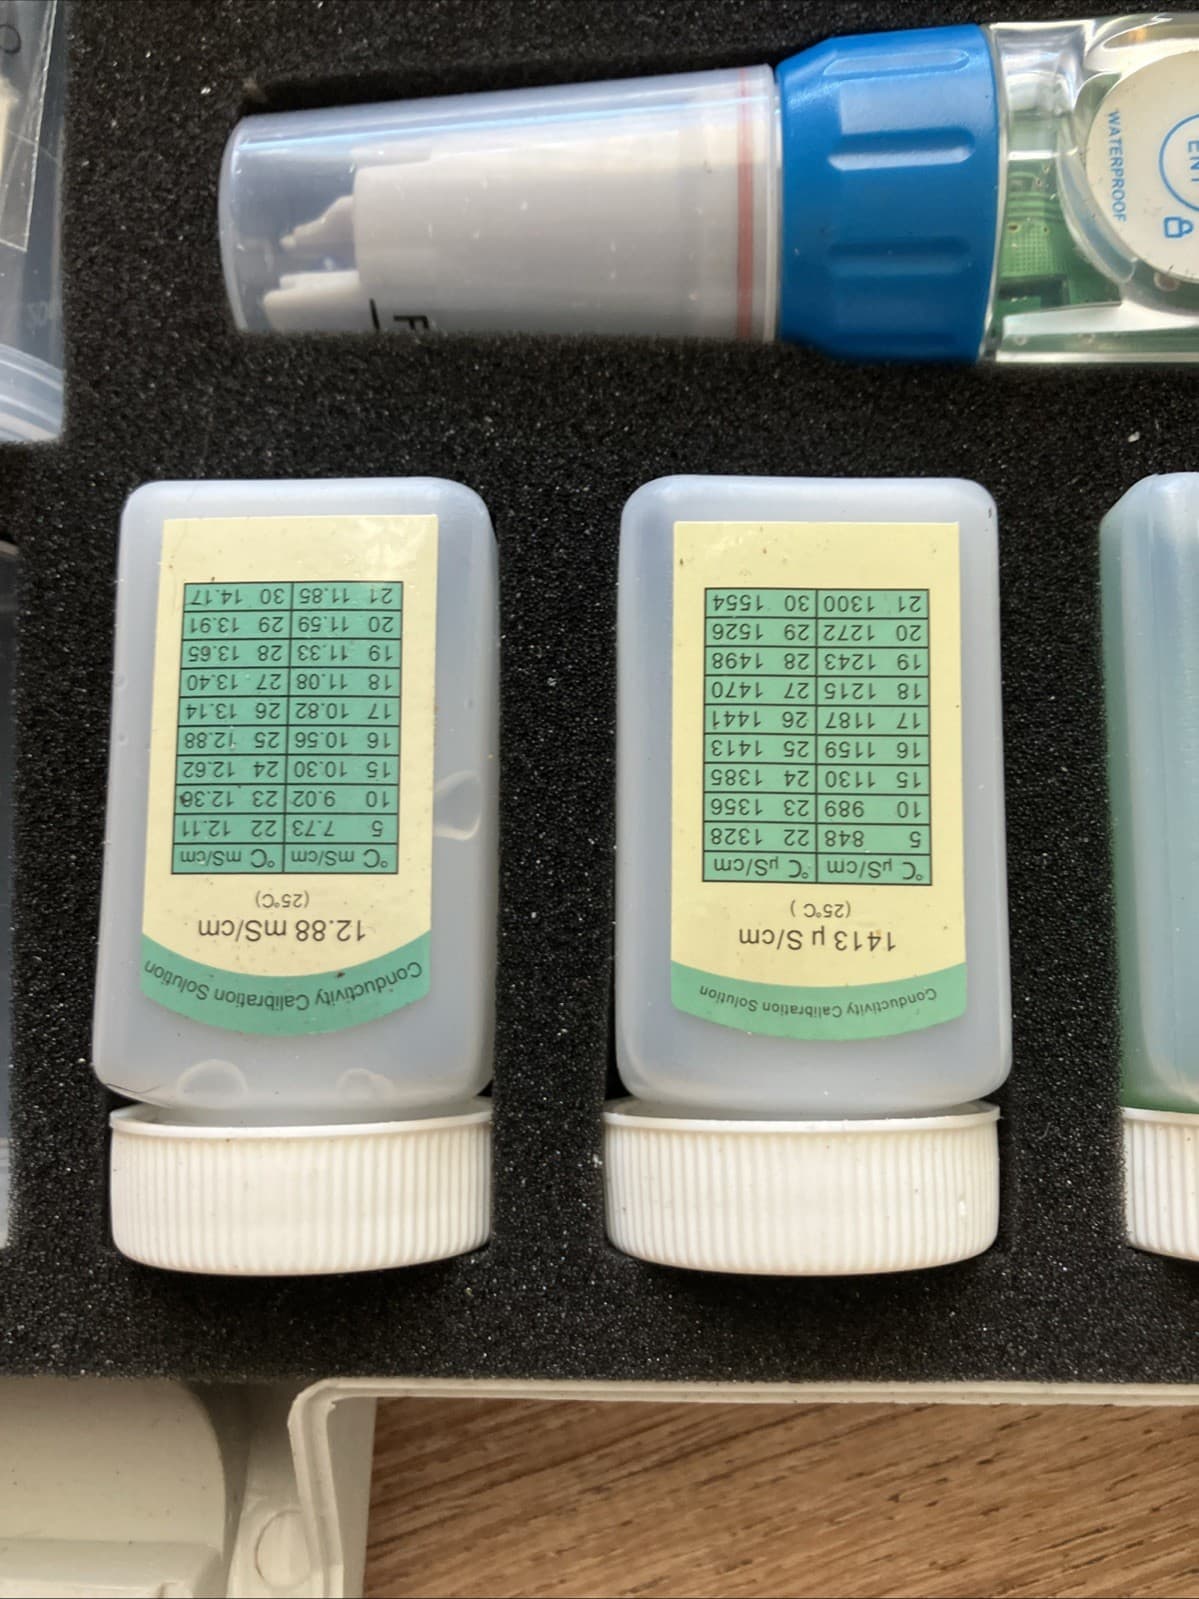 WATERPROOF
ENT
F
Conductivity Calibration Solution
12.88 mS/cm
(25°C)
°C mS/cm °C mS/cm
5 7.73 22 12.11
10 9.02 23 12.36
15 10.30 24 12.62
16 10.56 25 12.88
17 10.82 26 13.14
18 11.08 27 13.40
19 11.33 28 13.65
20 11.59 29 13.91
21 11.85 30 14.17
Conductivity Calibration Solution
1413 μ S/cm
(25°C )
°C μS/cm °C μS/cm
5 848 22 1328
10 989 23 1356
15 1130 24 1385
16 1159 25 1413
17 1187 26 1441
18 1215 27 1470
19 1243 28 1498
20 1272 29 1526
21 1300 30 1554